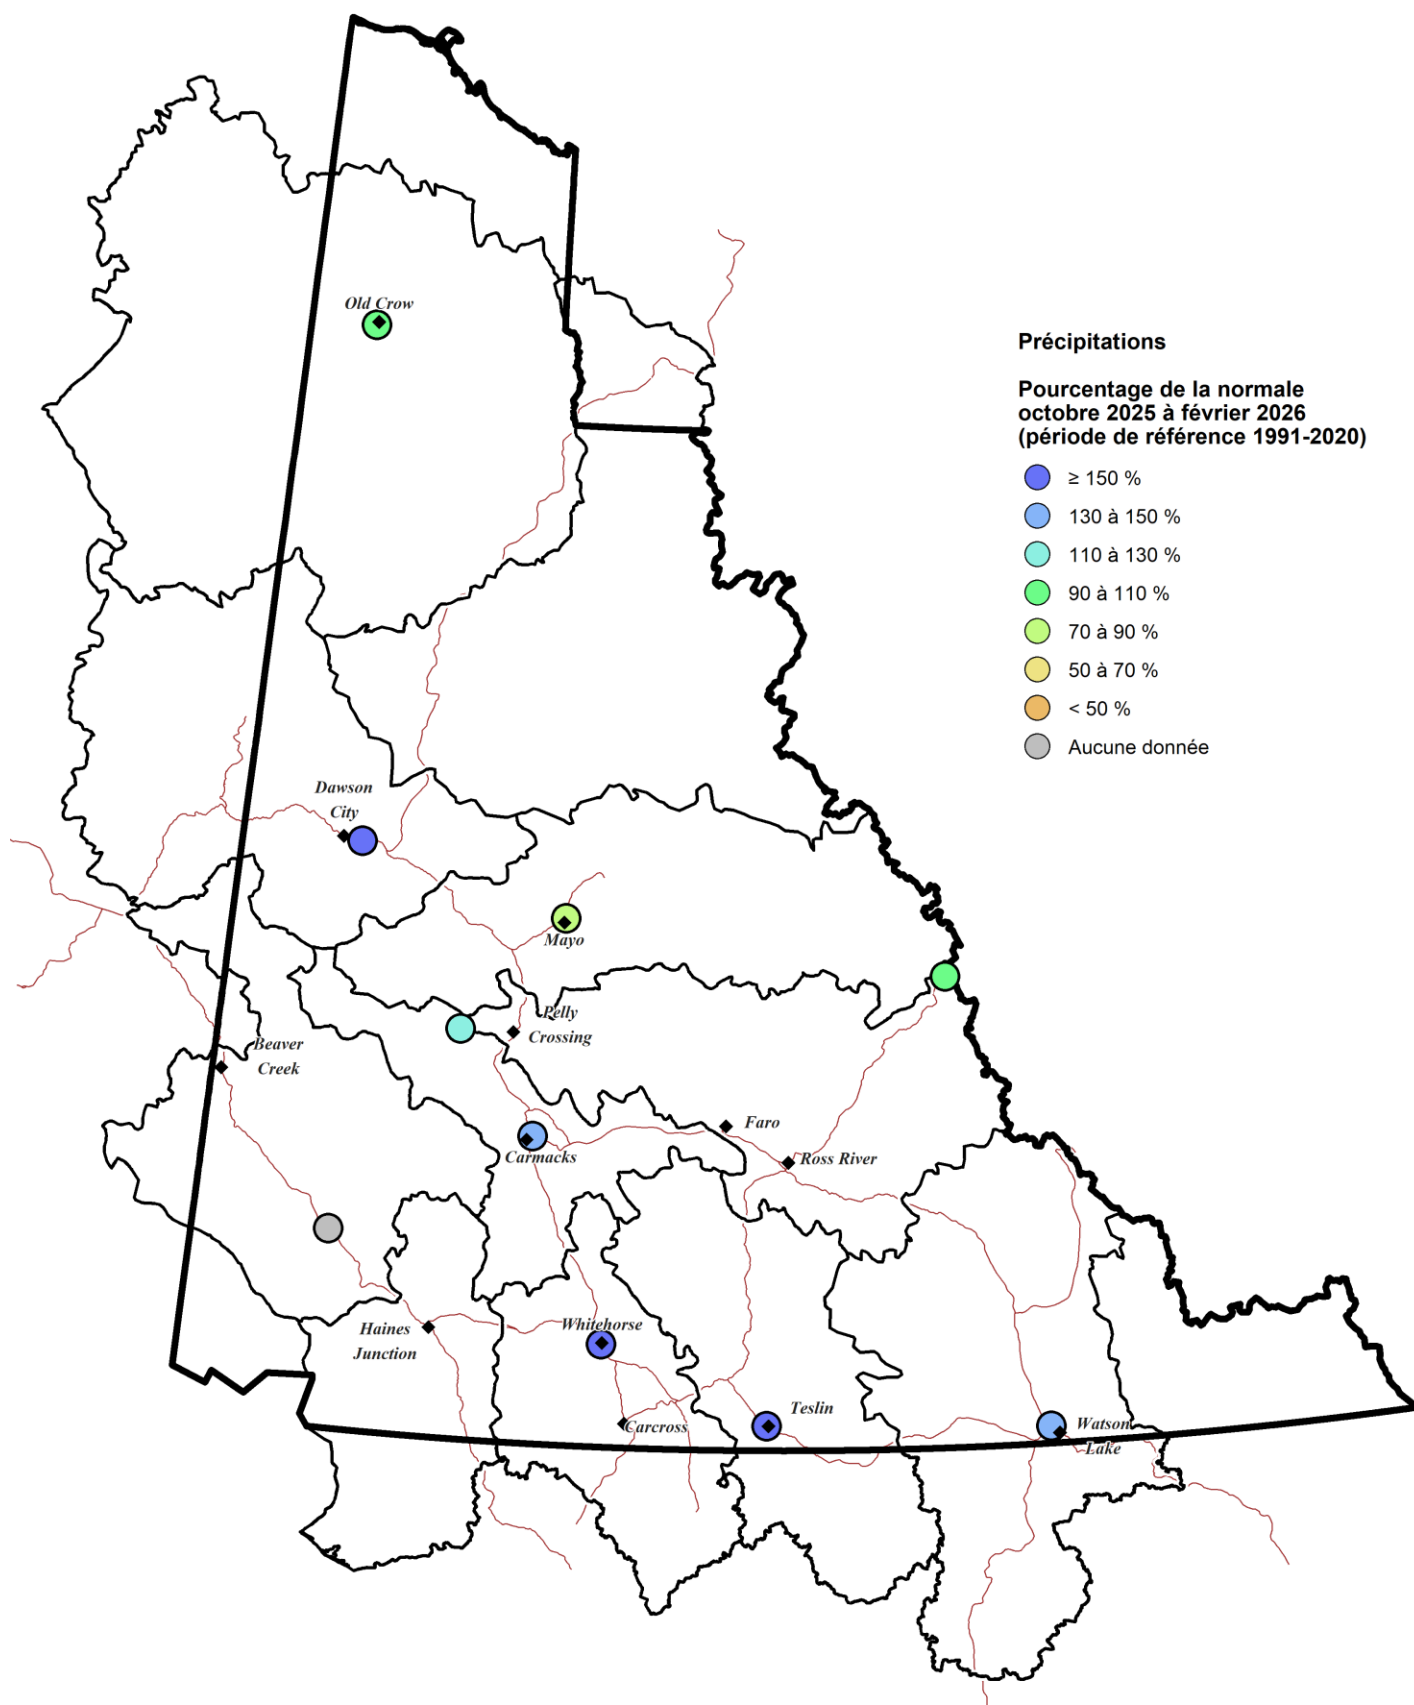 Old Crow
Précipitations
Pourcentage de la normale
octobre 2025 à février 2026
(période de référence 1991-2020)
≥ 150 %
130 à 150 %
110 à 130 %
90 à 110 %
70 à 90 %
50 à 70 %
< 50 %
Aucune donnée
Dawson
City
Mayo
Pelly
Crossing
Beaver
Creek
Faro
Carmacks
Ross River
Haines
Junction
Whitehorse
Teslin
Carcross
Watson
Lake